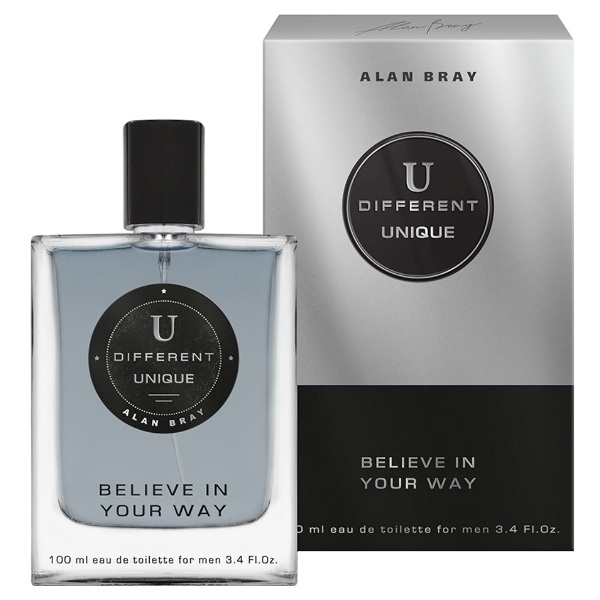 Alan Bray
ALAN BRAY
U
DIFFERENT
UNIQUE
BELIEVE IN
YOUR WAY
0 ml eau de toilette for men 3.4 Fl.Oz.
U
DIFFERENT
UNIQUE
ALAN BRAY
BELIEVE IN
YOUR WAY
100 ml eau de toilette for men 3.4 Fl.Oz.